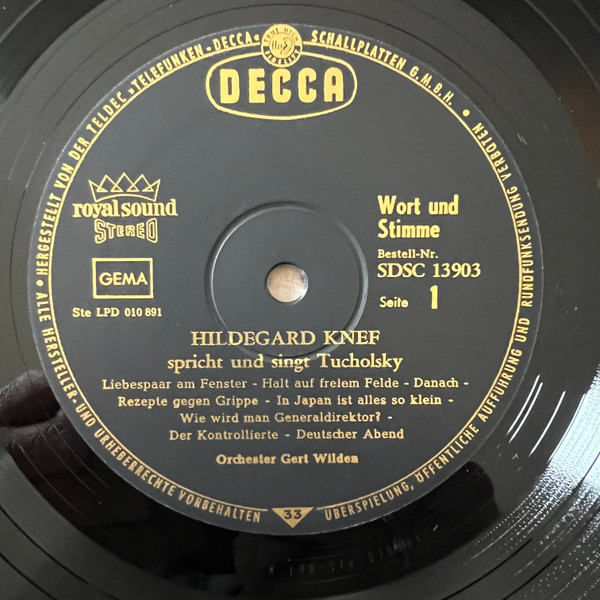 • HERGESTELLT VON DER TELDEC »TELEFUNKEN-DECCA« SCHALLPLATTEN G.M.B.H. •
DECCA
royal sound
STEREO
GEMA
Ste LPD 010 891
Wort und
Stimme
Bestell-Nr.
SDSC 13903
Seite 1
HILDEGARD KNEF
spricht und singt Tucholsky
Liebespaar am Fenster - Halt auf freiem Felde - Danach -
Rezepte gegen Grippe - In Japan ist alles so klein -
Wie wird man Generaldirektor? -
Der Kontrollierte - Deutscher Abend
Orchester Gert Wilden
33
ALLE HERSTELLER- UND URHEBERRECHTE VORBEHALTEN
ÜBERSPIELUNG, ÖFFENTLICHE AUFFÜHRUNG UND RUNDFUNKSENDUNG VERBOTEN